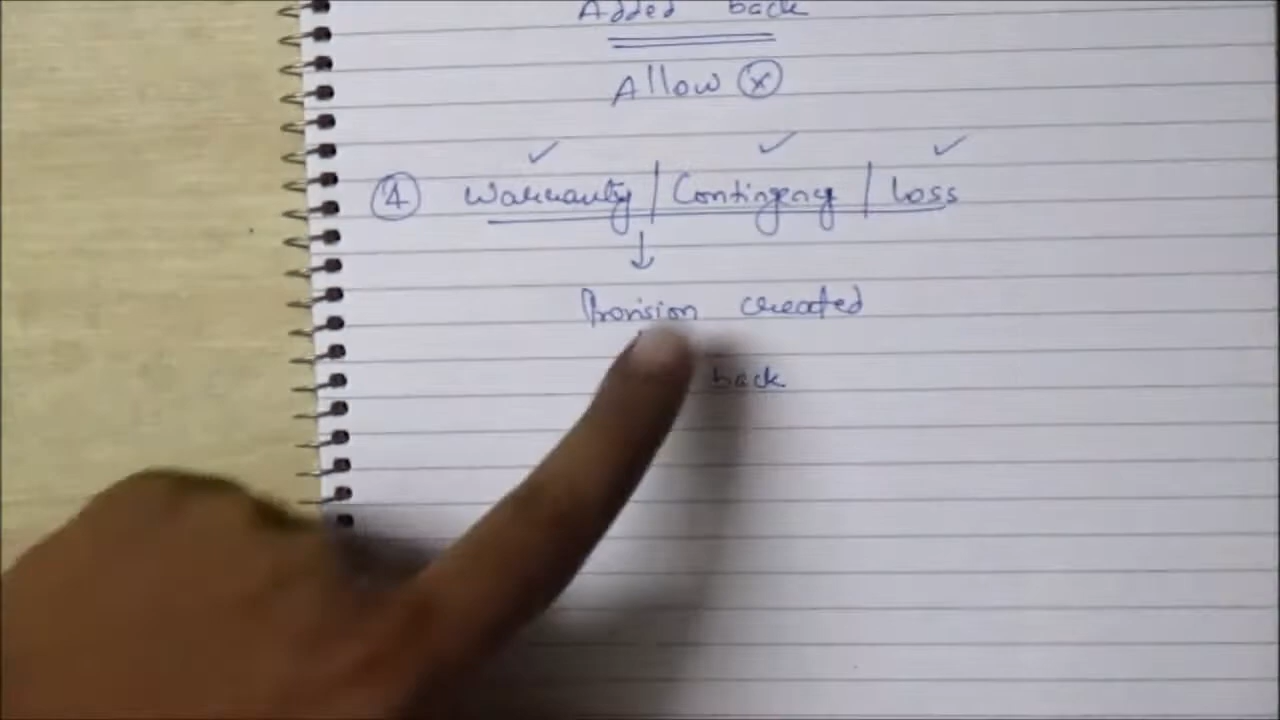 Added back
Allow ⓧ
④ Warranty / Contingency / Loss
↓
Provision created
back